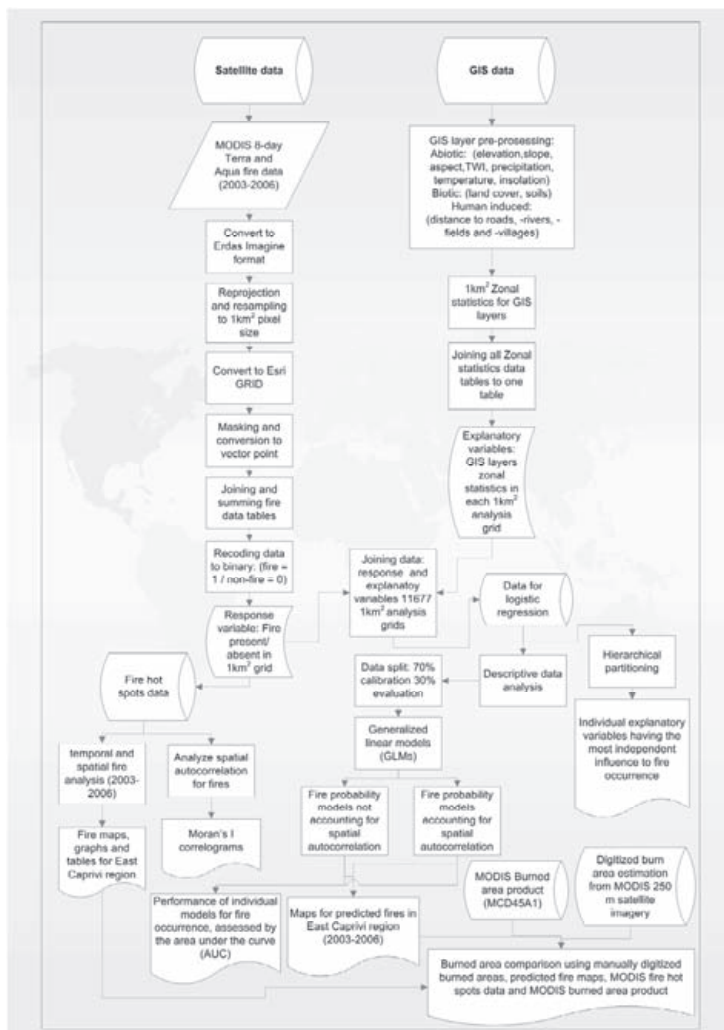 Satellite data
MODIS 8-day
Terra and
Aqua fire data
(2003-2006)
Convert to
Erdas Imagine
format
Reprojection
and resampling
to 1km² pixel
size
Convert to Esri
GRID
Masking and
conversion to
vector point
Joining and
summing fire
data tables
Recoding data
to binary: (fire =
1 / non-fire = 0)
Response
variable: Fire
present/
absent in
1km² grid
GIS data
GIS layer pre-prosessing:
Abiotic: (elevation,slope,
aspect,TWI, precipitation,
temperature, insolation)
Biotic: (land cover, soils)
Human induced:
(distance to roads, -rivers, -
fields and -villages)
1km² Zonal
statistics for GIS
layers
Joining all Zonal
statistics data
tables to one
table
Explanatory
variables:
GIS layers
zonal
statistics in
each 1km²
analysis
grid
Joining data:
response and
explanatoy
variables 11677
1km² analysis
grids
Data for
logistic
regression
Hierarchical
partitioning
Individual explanatory
variables having the
most independent
influence to fire
occurrence
Descriptive data
analysis
Data split: 70%
calibration 30%
evaluation
Generalized
linear models
(GLMs)
Fire probability
models not
accounting for
spatial
autocorrelation
Fire probability
models
accounting for
spatial
autocorrelation
Fire hot
spots data
temporal and
spatial fire
analysis (2003-
2006)
Analyze spatial
autocorrelation
for fires
Fire maps,
graphs and
tables for East
Caprivi region
Moran's I
correlograms
Performance of individual
models for fire
occurrence, assessed by
the area under the curve
(AUC)
Maps for predicted fires in
East Caprivi region
(2003-2006)
MODIS Burned
area product
(MCD45A1)
Digitized burn
area estimation
from MODIS 250
m satellite
imagery
Burned area comparison using manually digitized
burned areas, predicted fire maps, MODIS fire hot
spots data and MODIS burned area product